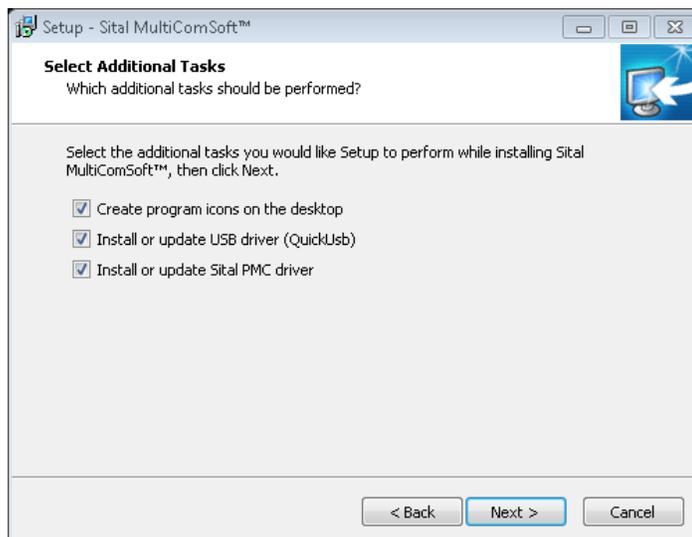 Setup - Sital MultiComSoft™
Select Additional Tasks
Which additional tasks should be performed?
Select the additional tasks you would like Setup to perform while installing Sital
MultiComSoft™, then click Next.
Create program icons on the desktop
Install or update USB driver (QuickUsb)
Install or update Sital PMC driver
< Back Next > Cancel